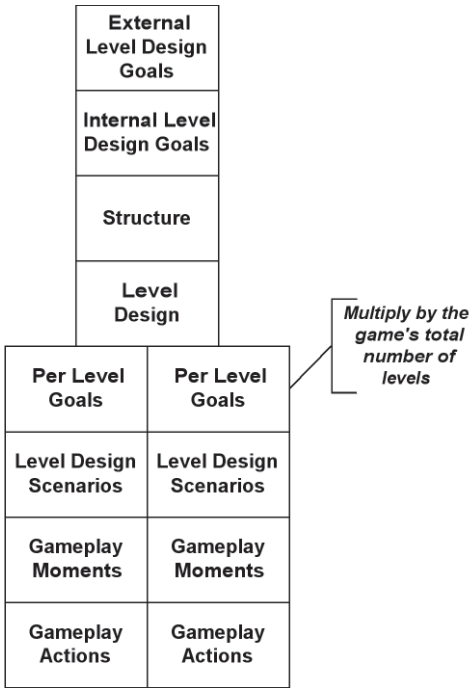 External
Level Design
Goals
Internal Level
Design Goals
Structure
Level
Design
Multiply by the
game's total
number of
levels
Per Level
Goals
Per Level
Goals
Level Design
Scenarios
Level Design
Scenarios
Gameplay
Moments
Gameplay
Moments
Gameplay
Actions
Gameplay
Actions